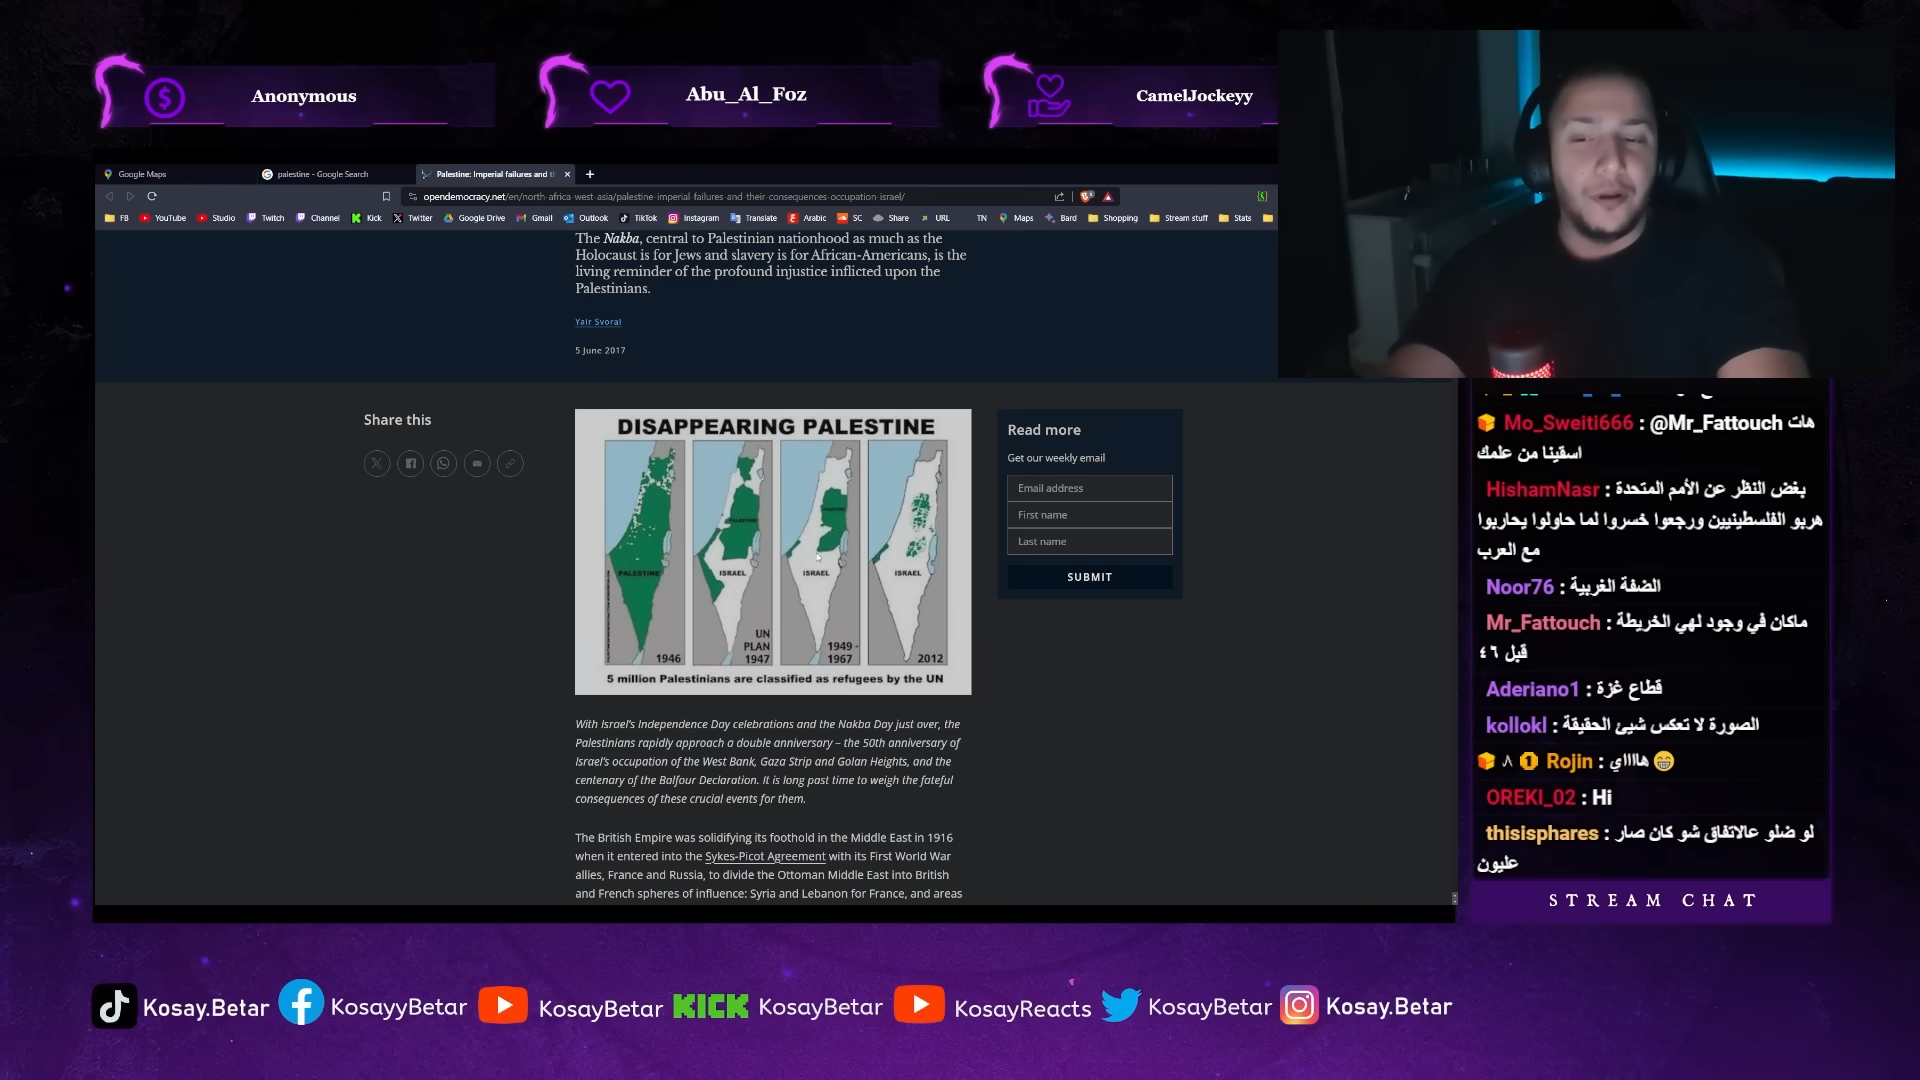 Anonymous
Abu_Al_Foz
CamelJockeyy
Google Maps
palestine - Google Search
Palestine: Imperial failures and th
opendemocracy.net/en/north-africa-west-asia/palestine-imperial-failures-and-their-consequences-occupation-israel/
FB YouTube Studio Twitch Channel Kick Twitter Google Drive Gmail Outlook TikTok Instagram Translate Arabic SC Share URL TN Maps Bard Shopping Stream stuff Stats
The Nakba, central to Palestinian nationhood as much as the
Holocaust is for Jews and slavery is for African-Americans, is the
living reminder of the profound injustice inflicted upon the
Palestinians.
Yair Svorai
5 June 2017
Share this
DISAPPEARING PALESTINE
PALESTINE
1946
PALESTINE
ISRAEL
UN
PLAN
1947
PALESTINE
ISRAEL
1949 -
1967
ISRAEL
2012
5 million Palestinians are classified as refugees by the UN
Read more
Get our weekly email
Email address
First name
Last name
SUBMIT
With Israel's Independence Day celebrations and the Nakba Day just over, the
Palestinians rapidly approach a double anniversary – the 50th anniversary of
Israel's occupation of the West Bank, Gaza Strip and Golan Heights, and the
centenary of the Balfour Declaration. It is long past time to weigh the fateful
consequences of these crucial events for them.
The British Empire was solidifying its foothold in the Middle East in 1916
when it entered into the Sykes-Picot Agreement with its First World War
allies, France and Russia, to divide the Ottoman Middle East into British
and French spheres of influence: Syria and Lebanon for France, and areas
Mo_Sweiti666 : @Mr_Fattouch هات
اسقينا من علمك
HishamNasr : بغض النظر عن الأمم المتحدة
هربو الفلسطينيين ورجعوا خسروا لما حاولوا يحاربوا
مع العرب
Noor76 : الضفة الغربية
Mr_Fattouch : ماكان في وجود لهي الخريطة
قبل ٤٦
Aderiano1 : قطاع غزة
kollokl : الصورة لا تعكس شيئ الحقيقة
٨ 1 Rojin : هااااي 😁
OREKI_02 : Hi
thisisphares : لو ضلو عالاتفاق شو كان صار
عليون
STREAM CHAT
Kosay.Betar KosayyBetar KosayBetar KICK KosayBetar KosayReacts KosayBetar Kosay.Betar